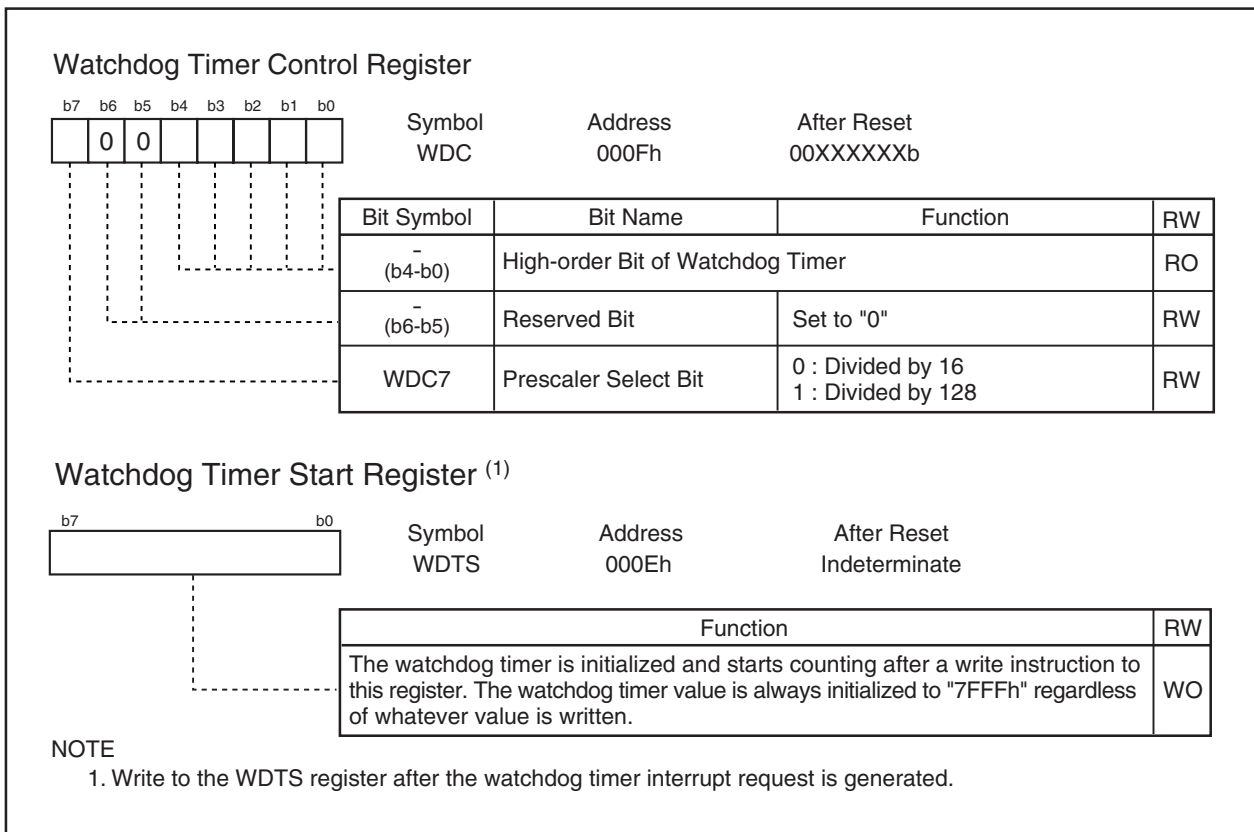 Watchdog Timer Control Register
b7 b6 b5 b4 b3 b2 b1 b0
0 0
Symbol Address After Reset
WDC 000Fh 00XXXXXXb
Bit Symbol Bit Name Function RW
–
(b4-b0) High-order Bit of Watchdog Timer RO
–
(b6-b5) Reserved Bit Set to "0" RW
WDC7 Prescaler Select Bit 0 : Divided by 16
1 : Divided by 128 RW
Watchdog Timer Start Register (1)
b7 b0
Symbol Address After Reset
WDTS 000Eh Indeterminate
Function RW
The watchdog timer is initialized and starts counting after a write instruction to
this register. The watchdog timer value is always initialized to "7FFFh" regardless
of whatever value is written. WO
NOTE
1. Write to the WDTS register after the watchdog timer interrupt request is generated.